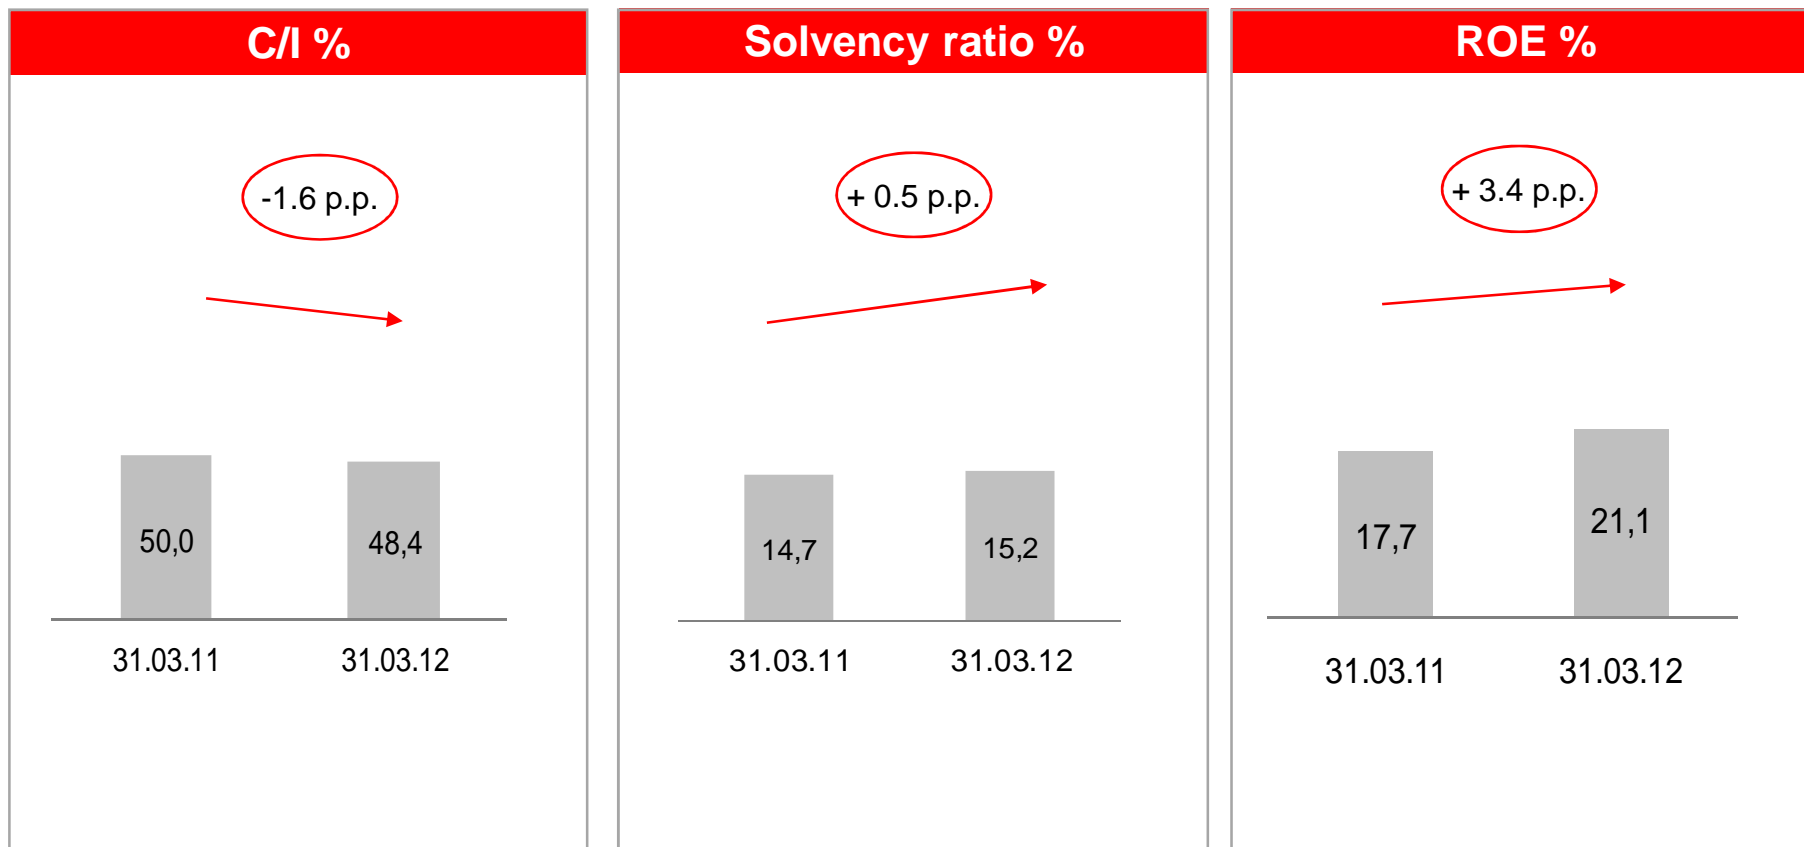 C/I %
-1.6 p.p.
50,0
48,4
31.03.11
31.03.12
Solvency ratio %
+ 0.5 p.p.
14,7
15,2
31.03.11
31.03.12
ROE %
+ 3.4 p.p.
17,7
21,1
31.03.11
31.03.12